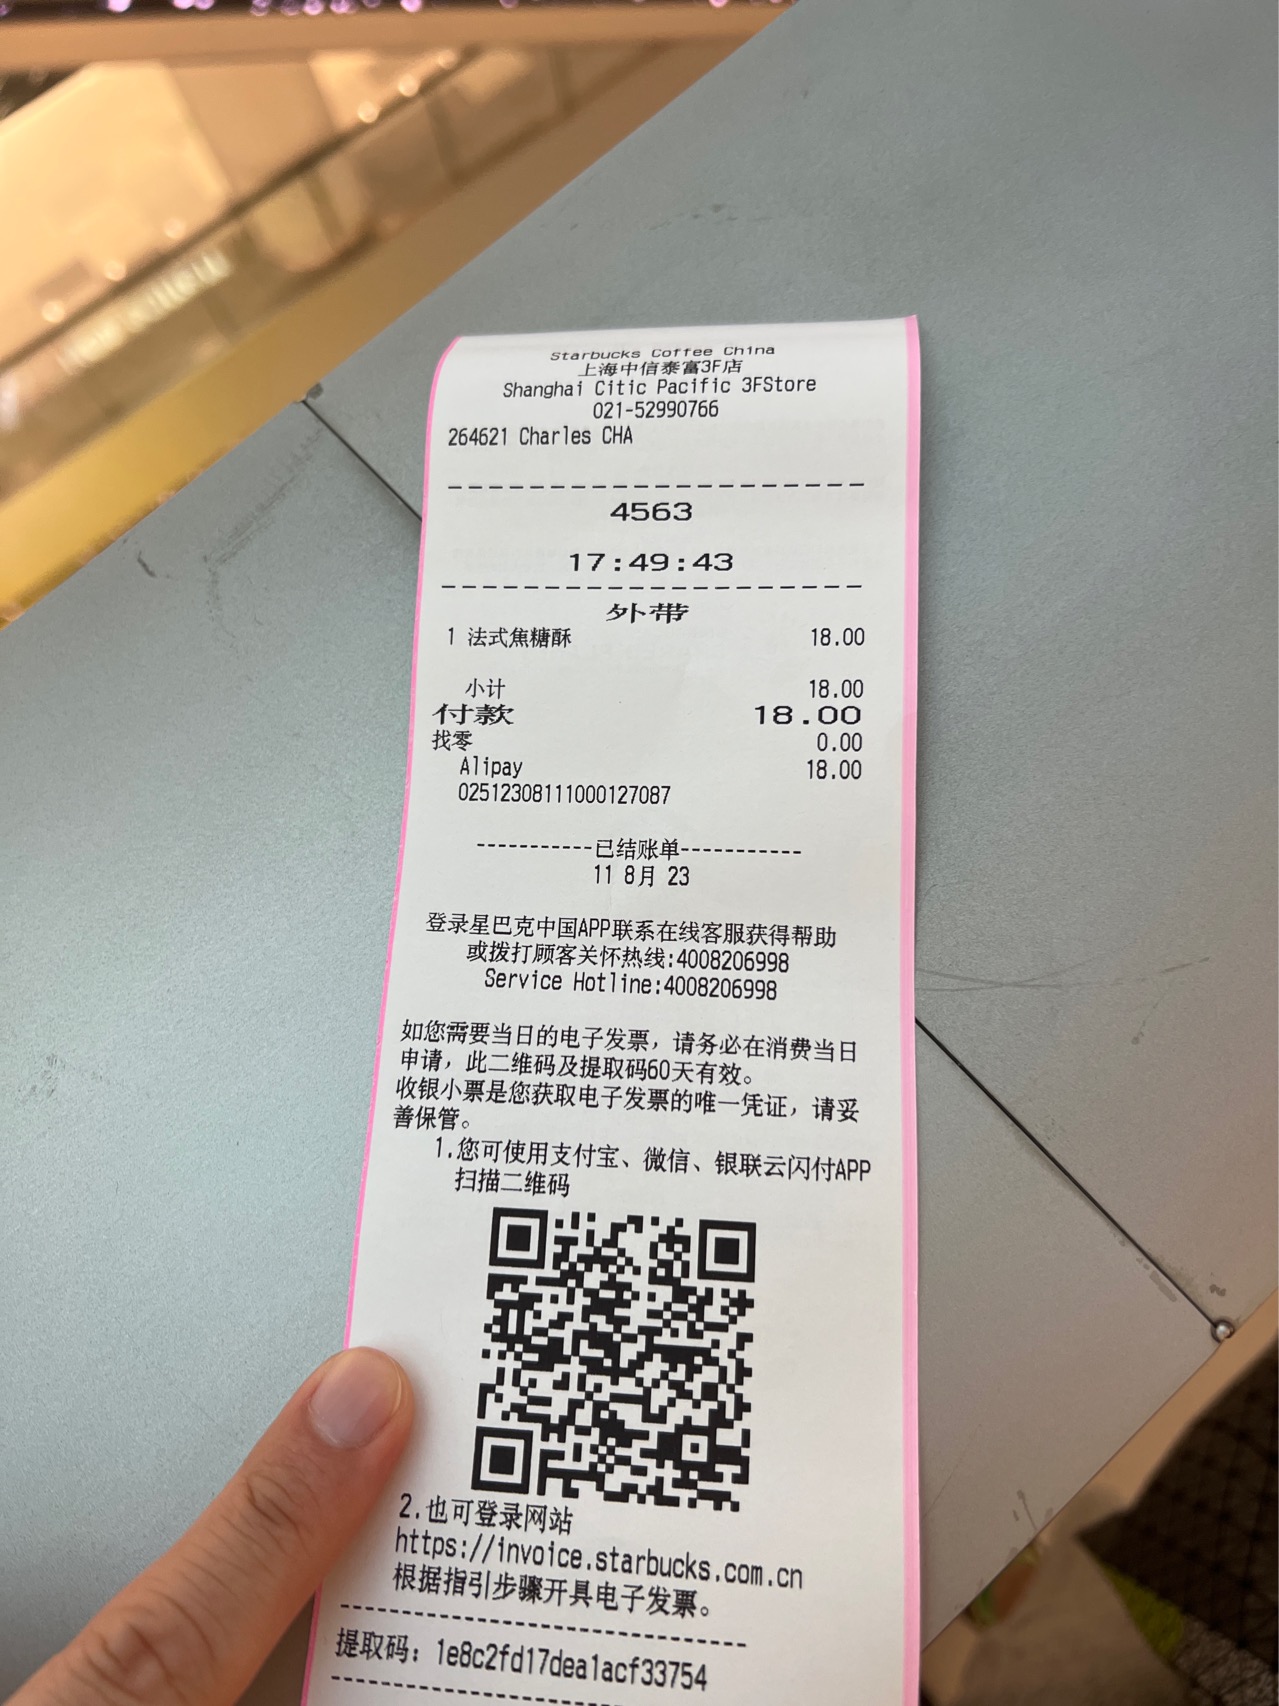 Starbucks Coffee China
上海中信泰富3F店
Shanghai Citic Pacific 3FStore
021-52990766
264621 Charles CHA
4563
17:49:43
外带
1 法式焦糖酥 18.00
小计 18.00
付款 18.00
找零 0.00
Alipay 18.00
02512308111000127087
-----------已结账单-----------
11 8月 23
登录星巴克中国APP联系在线客服获得帮助
或拨打顾客关怀热线:4008206998
Service Hotline:4008206998
如您需要当日的电子发票，请务必在消费当日
申请，此二维码及提取码60天有效。
收银小票是您获取电子发票的唯一凭证，请妥
善保管。
1.您可使用支付宝、微信、银联云闪付APP
扫描二维码
2.也可登录网站
https://invoice.starbucks.com.cn
根据指引步骤开具电子发票。
提取码: 1e8c2fd17dea1acf33754